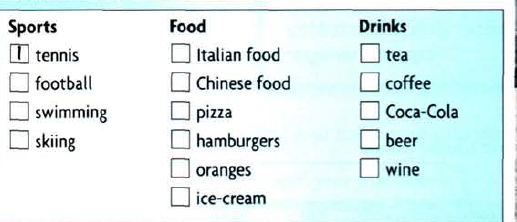 Sports Food Drinks
1 tennis Italian food tea
football Chinese food coffee
swimming pizza Coca-Cola
skiing hamburgers beer
oranges wine
ice-cream